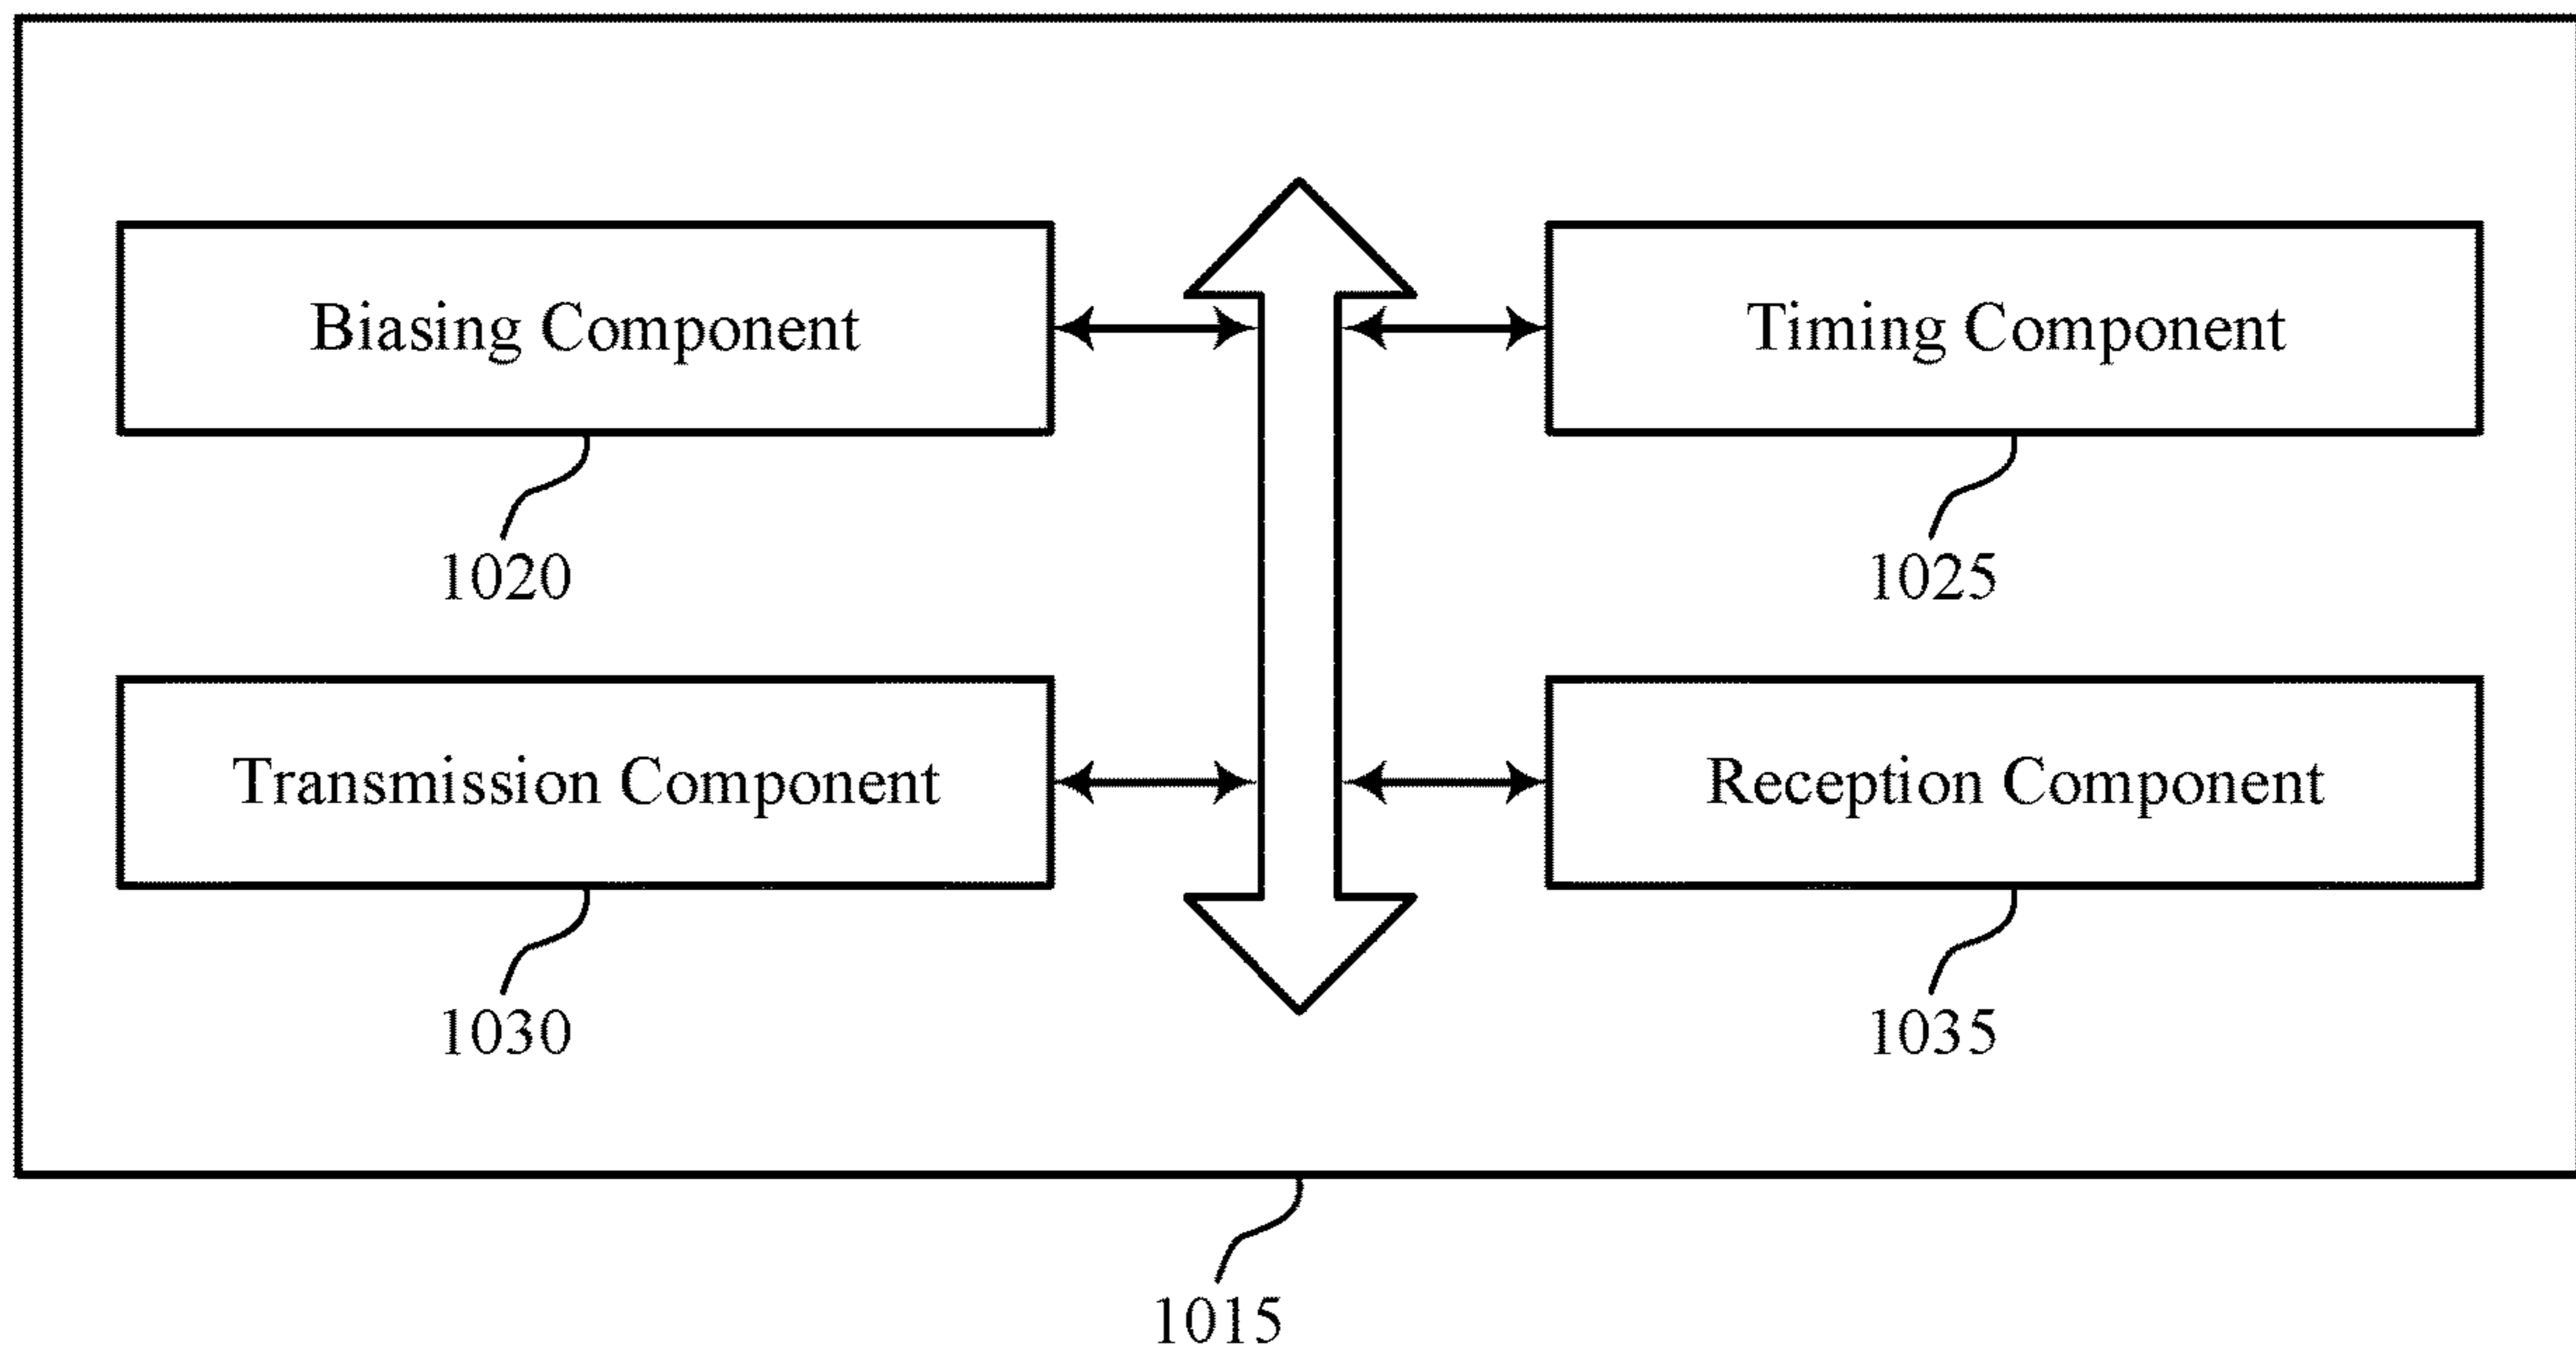 Biasing Component
Timing Component
1020
1025
Transmission Component
Reception Component
1030
1035
1015